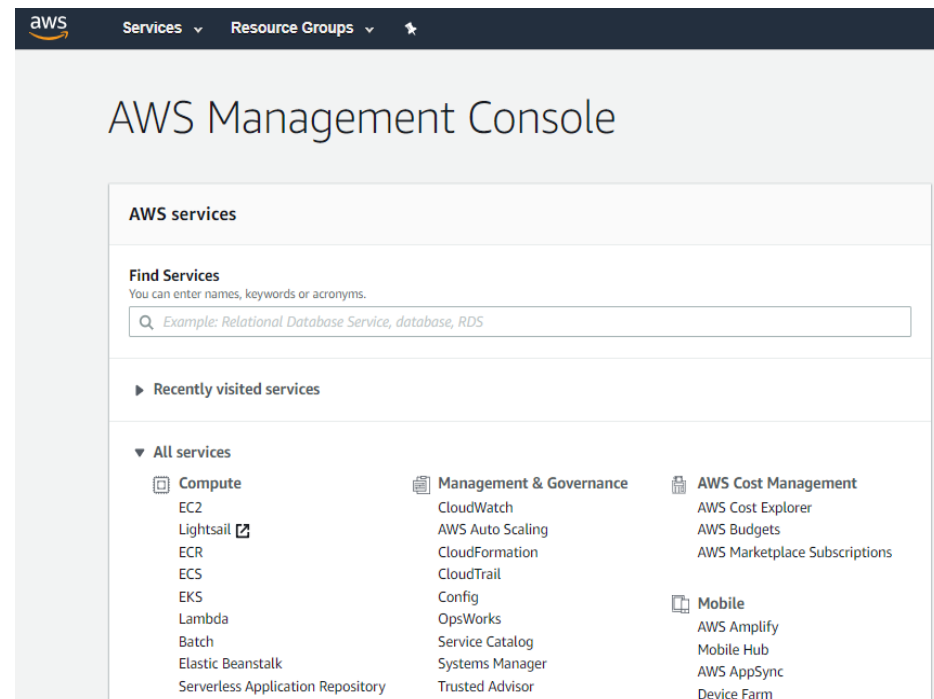 aws
Services
Resource Groups
AWS Management Console
AWS services
Find Services
You can enter names, keywords or acronyms.
Example: Relational Database Service, database, RDS
Recently visited services
All services
Compute
EC2
Lightsail
ECR
ECS
EKS
Lambda
Batch
Elastic Beanstalk
Serverless Application Repository
Management & Governance
CloudWatch
AWS Auto Scaling
CloudFormation
CloudTrail
Config
OpsWorks
Service Catalog
Systems Manager
Trusted Advisor
AWS Cost Management
AWS Cost Explorer
AWS Budgets
AWS Marketplace Subscriptions
Mobile
AWS Amplify
Mobile Hub
AWS AppSync
Device Farm